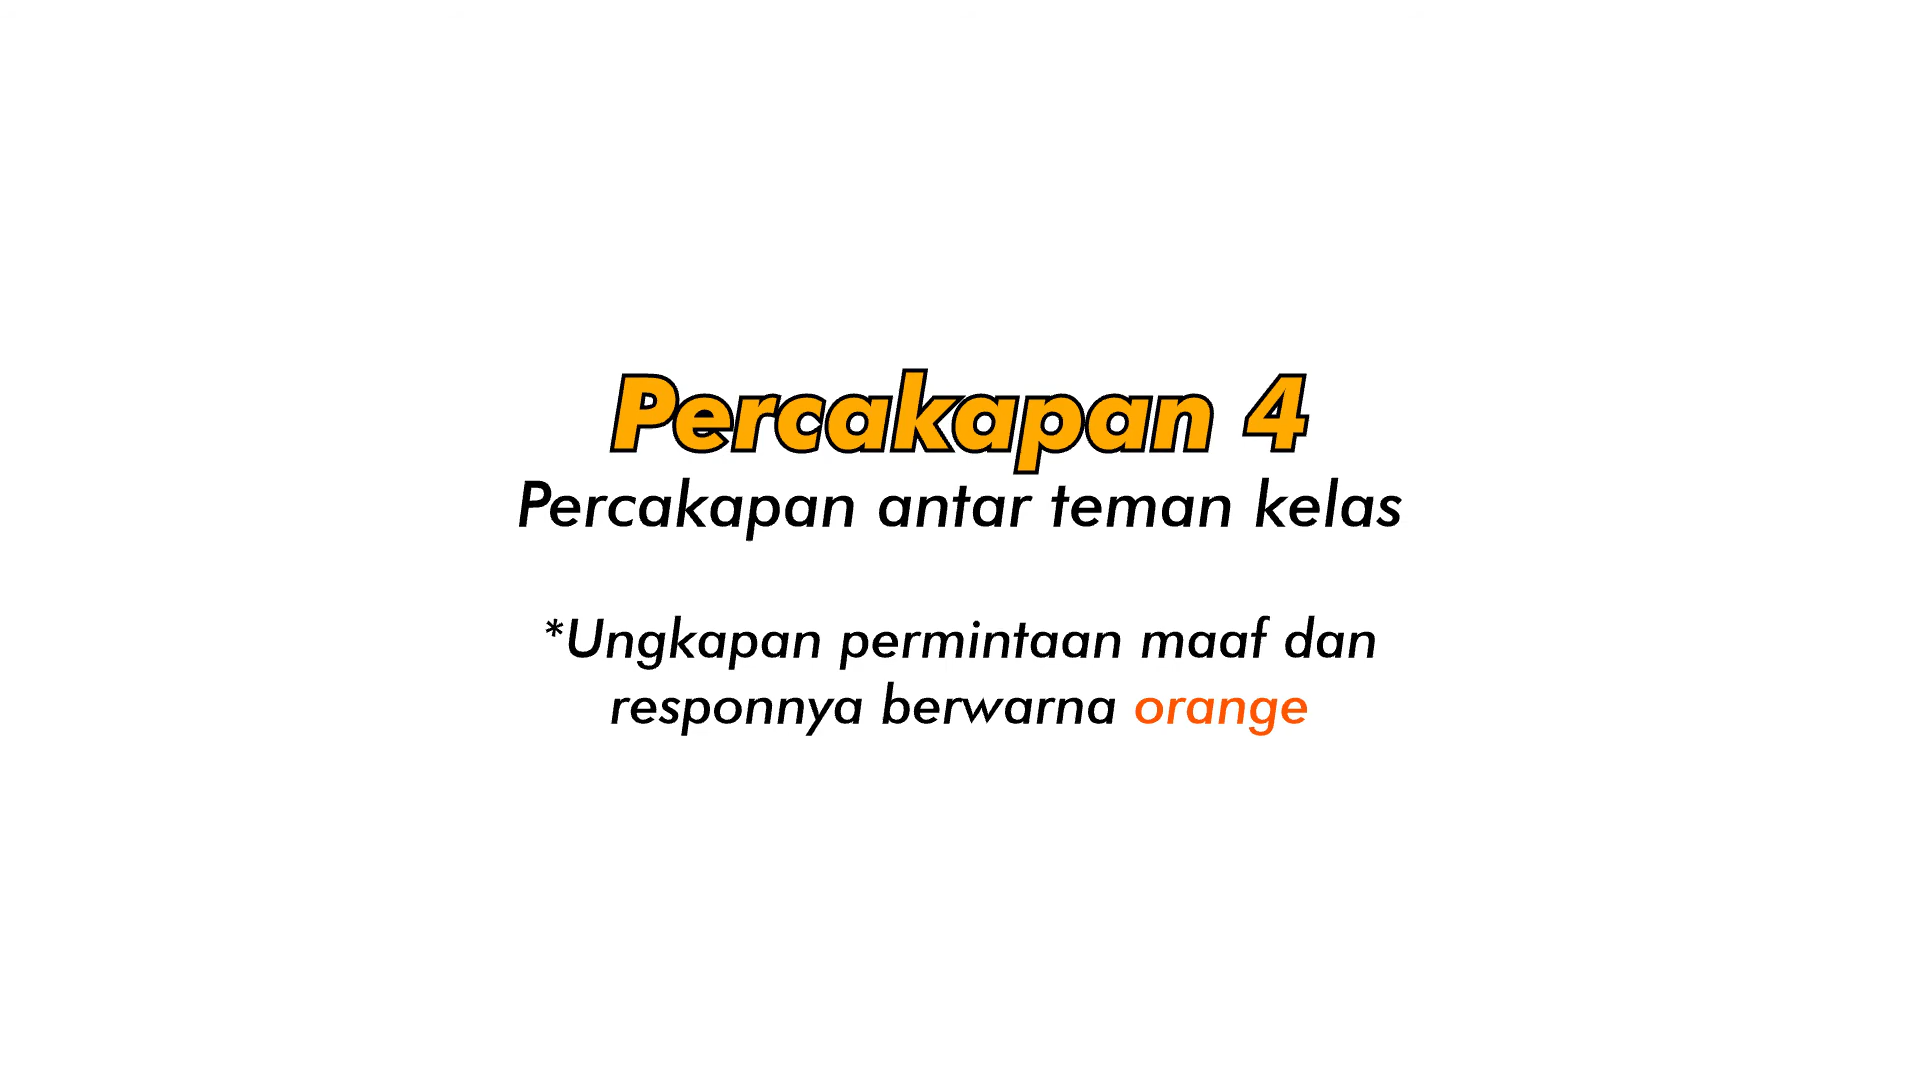 Percakapan 4
Percakapan antar teman kelas
*Ungkapan permintaan maaf dan
responnya berwarna orange